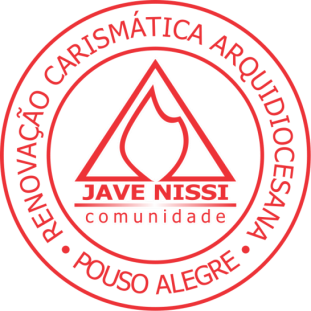 RENOVAÇÃO CARISMÁTICA ARQUIDIOCESANA
JAVE NISSI
comunidade
• POUSO ALEGRE •